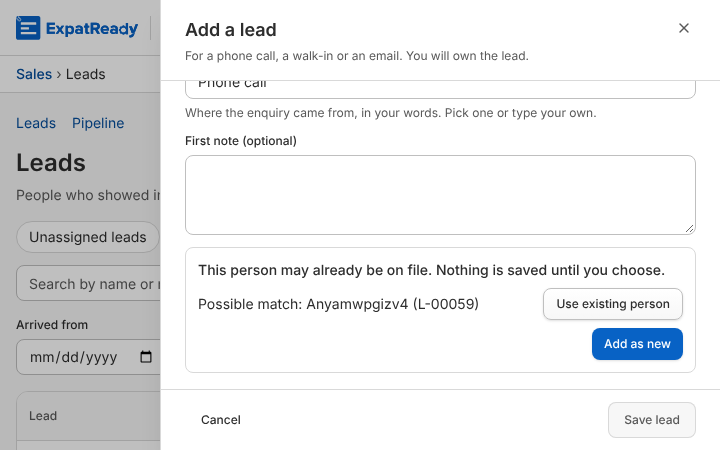 ExpatReady
Sales › Leads
Leads Pipeline
Leads
People who showed i
Unassigned leads
Search by name or
Arrived from
mm/dd/yyyy
Lead
Add a lead
For a phone call, a walk-in or an email. You will own the lead.
Phone call
Where the enquiry came from, in your words. Pick one or type your own.
First note (optional)
This person may already be on file. Nothing is saved until you choose.
Possible match: Anyamwpgizv4 (L-00059)
Use existing person
Add as new
Cancel
Save lead